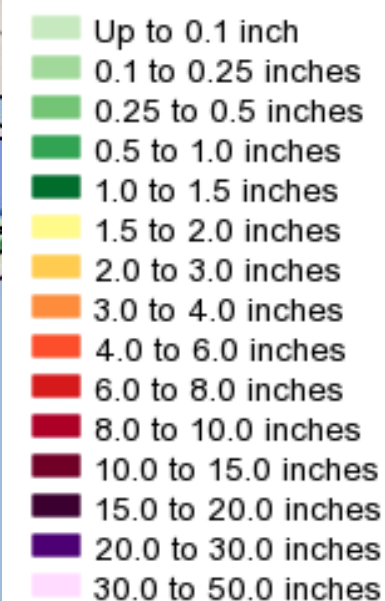 Up to 0.1 inch
0.1 to 0.25 inches
0.25 to 0.5 inches
0.5 to 1.0 inches
1.0 to 1.5 inches
1.5 to 2.0 inches
2.0 to 3.0 inches
3.0 to 4.0 inches
4.0 to 6.0 inches
6.0 to 8.0 inches
8.0 to 10.0 inches
10.0 to 15.0 inches
15.0 to 20.0 inches
20.0 to 30.0 inches
30.0 to 50.0 inches